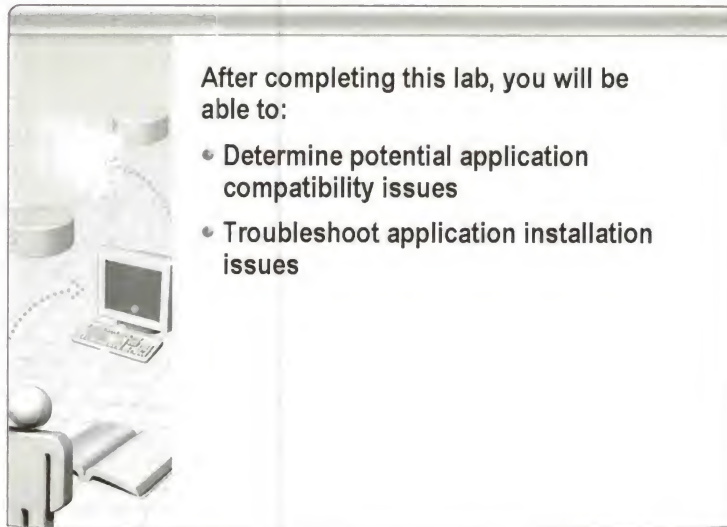 After completing this lab, you will be
able to:
• Determine potential application
compatibility issues
• Troubleshoot application installation
issues